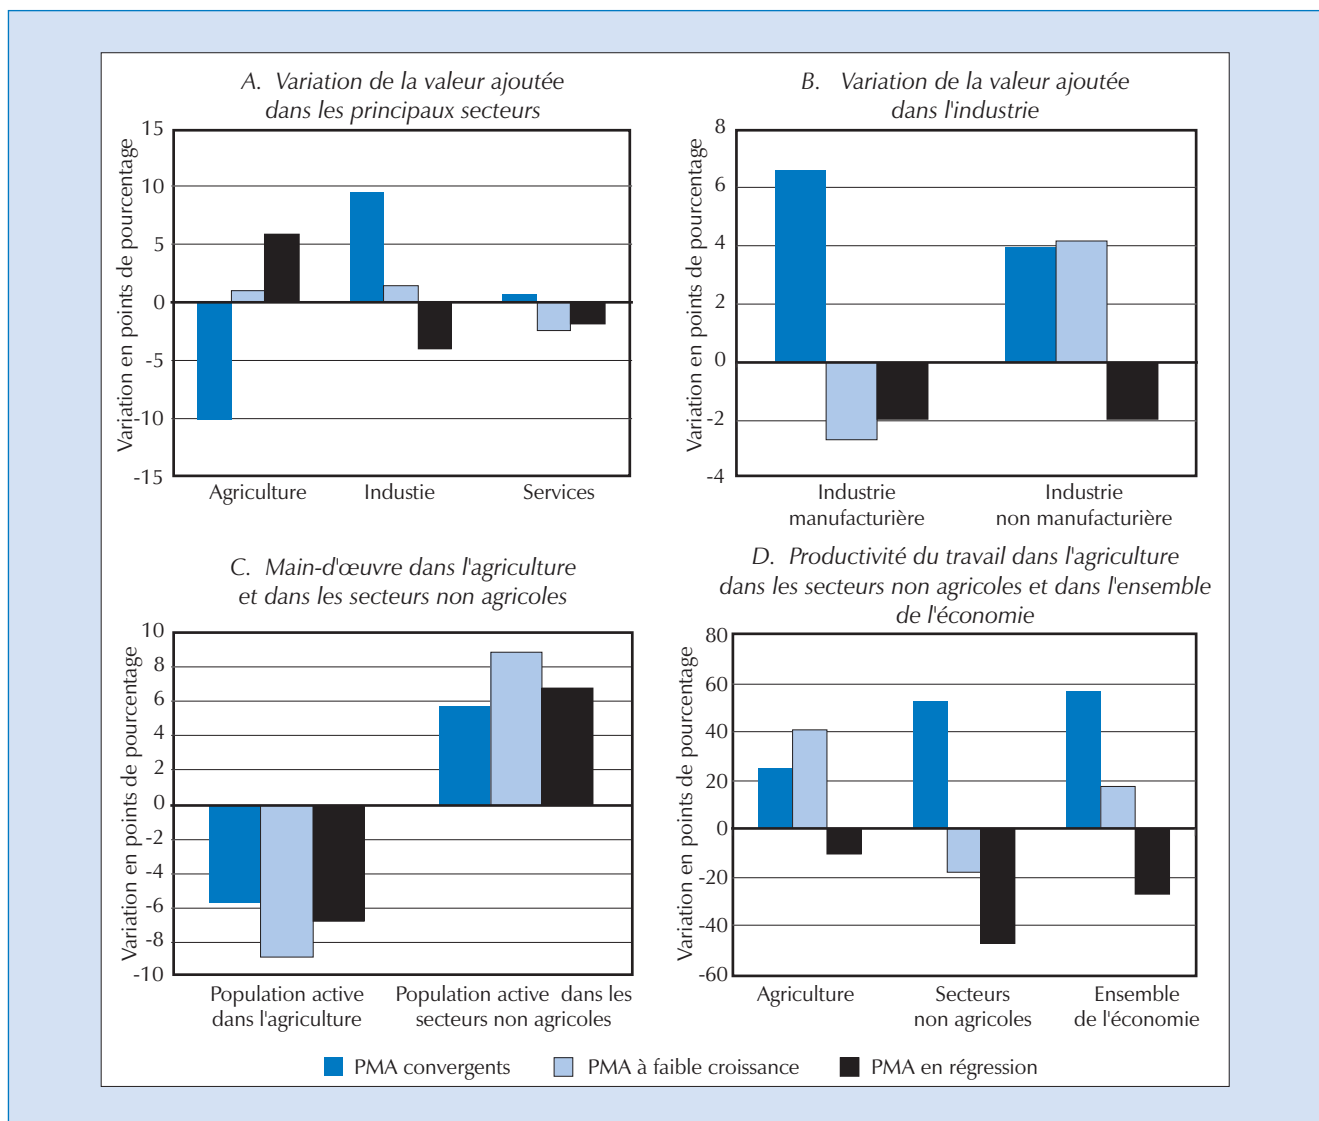 A. Variation de la valeur ajoutée
dans les principaux secteurs
Variation en points de pourcentage
15
10
5
0
-5
-10
-15
Agriculture
Industie
Services
B. Variation de la valeur ajoutée
dans l'industrie
Variation en points de pourcentage
8
6
4
2
0
-2
-4
Industrie
manufacturière
Industrie
non manufacturière
C. Main-d'œuvre dans l'agriculture
et dans les secteurs non agricoles
Variation en points de pourcentage
10
8
6
4
2
0
-2
-4
-6
-8
-10
Population active
dans l'agriculture
Population active dans les
secteurs non agricoles
D. Productivité du travail dans l'agriculture
dans les secteurs non agricoles et dans l'ensemble
de l'économie
Variation en points de pourcentage
80
60
40
20
0
-20
-40
-60
Agriculture
Secteurs
non agricoles
Ensemble
de l'économie
PMA convergents
PMA à faible croissance
PMA en régression